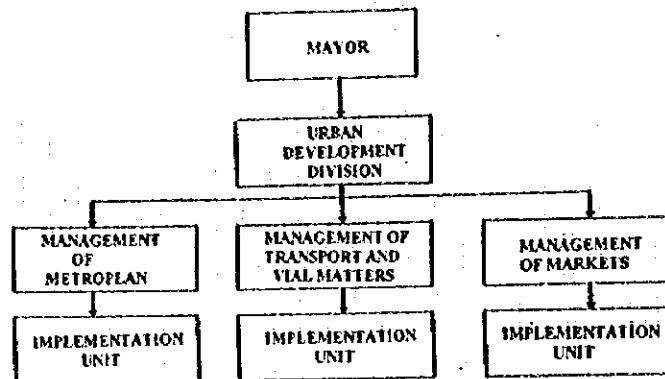 MAYOR
URBAN
DEVELOPMENT
DIVISION
MANAGEMENT
OF
METROPLAN
MANAGEMENT OF
TRANSPORT AND
VIAL MATTERS
MANAGEMENT
OF MARKETS
IMPLEMENTATION
UNIT
IMPLEMENTATION
UNIT
IMPLEMENTATION
UNIT